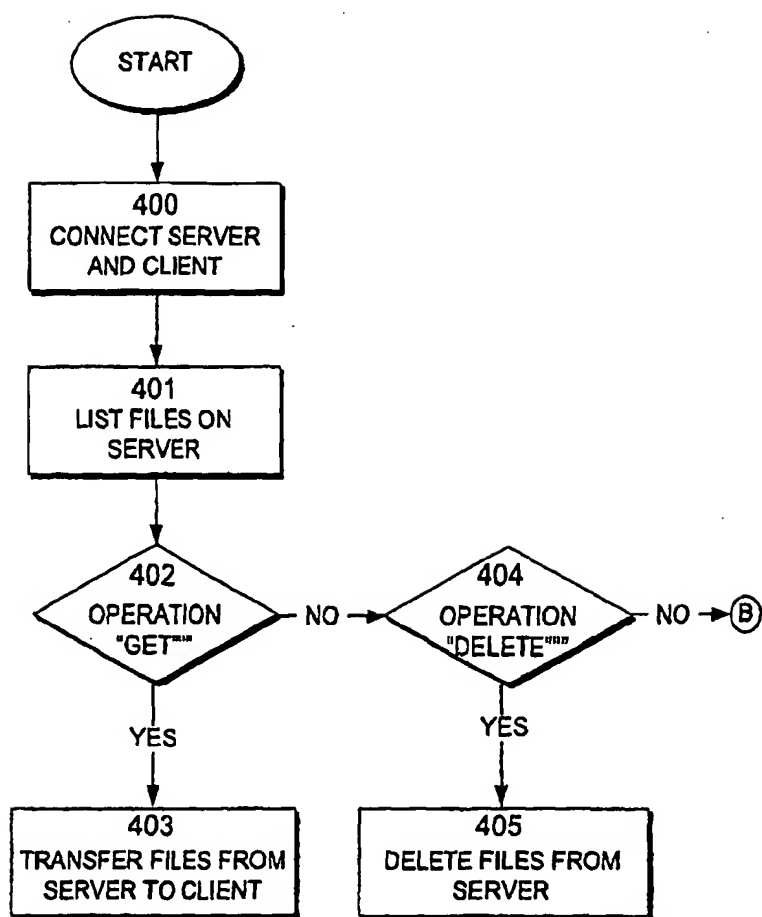 START
400
CONNECT SERVER
AND CLIENT
401
LIST FILES ON
SERVER
402
OPERATION
"GET""
NO
404
OPERATION
"DELETE"""
NO
B
YES
YES
403
TRANSFER FILES FROM
SERVER TO CLIENT
405
DELETE FILES FROM
SERVER